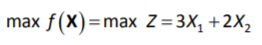 max f(X) = max Z = 3X₁ + 2X₂